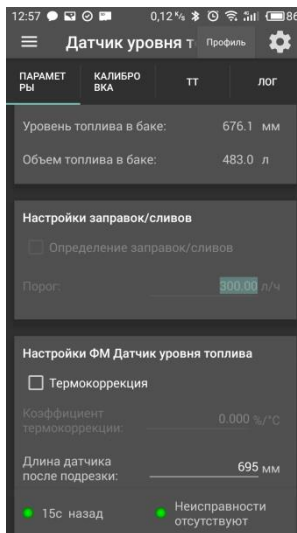 12:57 0,12 ᴷ/s 86
Датчик уровня т Профиль
ПАРАМЕТ
РЫ
КАЛИБРО
ВКА
ТТ
ЛОГ
Уровень топлива в баке: 676.1 мм
Объем топлива в баке: 483.0 л
Настройки заправок/сливов
Определение заправок/сливов
Порог: 300.00 л/ч
Настройки ФМ Датчик уровня топлива
Термокоррекция
Коэффициент
термокоррекции: 0.000 %/°C
Длина датчика
после подрезки: 695 мм
15с назад
Неисправности
отсутствуют